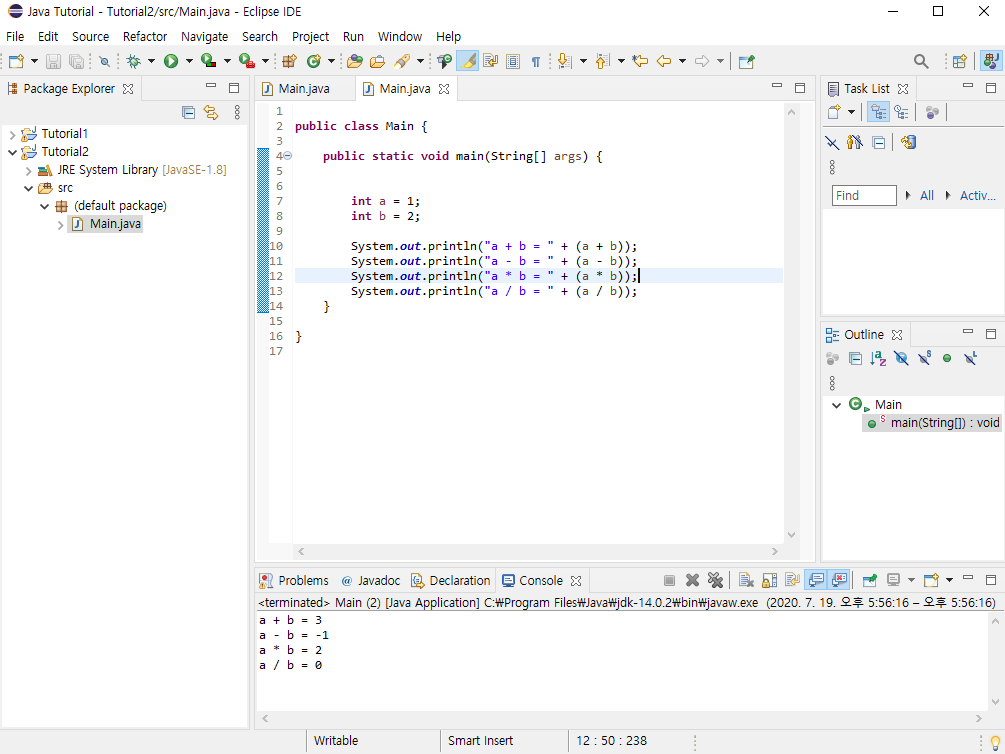 Java Tutorial - Tutorial2/src/Main.java - Eclipse IDE
File Edit Source Refactor Navigate Search Project Run Window Help
Package Explorer
Tutorial1
Tutorial2
JRE System Library [JavaSE-1.8]
src
(default package)
Main.java
Main.java Main.java
1
2 public class Main {
3
4 public static void main(String[] args) {
5
6
7 int a = 1;
8 int b = 2;
9
10 System.out.println("a + b = " + (a + b));
11 System.out.println("a - b = " + (a - b));
12 System.out.println("a * b = " + (a * b));
13 System.out.println("a / b = " + (a / b));
14 }
15
16 }
17
Task List
Find All Activ...
Outline
Main
main(String[]) : void
Problems Javadoc Declaration Console
<terminated> Main (2) [Java Application] C:₩Program Files₩Java₩jdk-14.0.2₩bin₩javaw.exe (2020. 7. 19. 오후 5:56:16 – 오후 5:56:16)
a + b = 3
a - b = -1
a * b = 2
a / b = 0
Writable Smart Insert 12 : 50 : 238